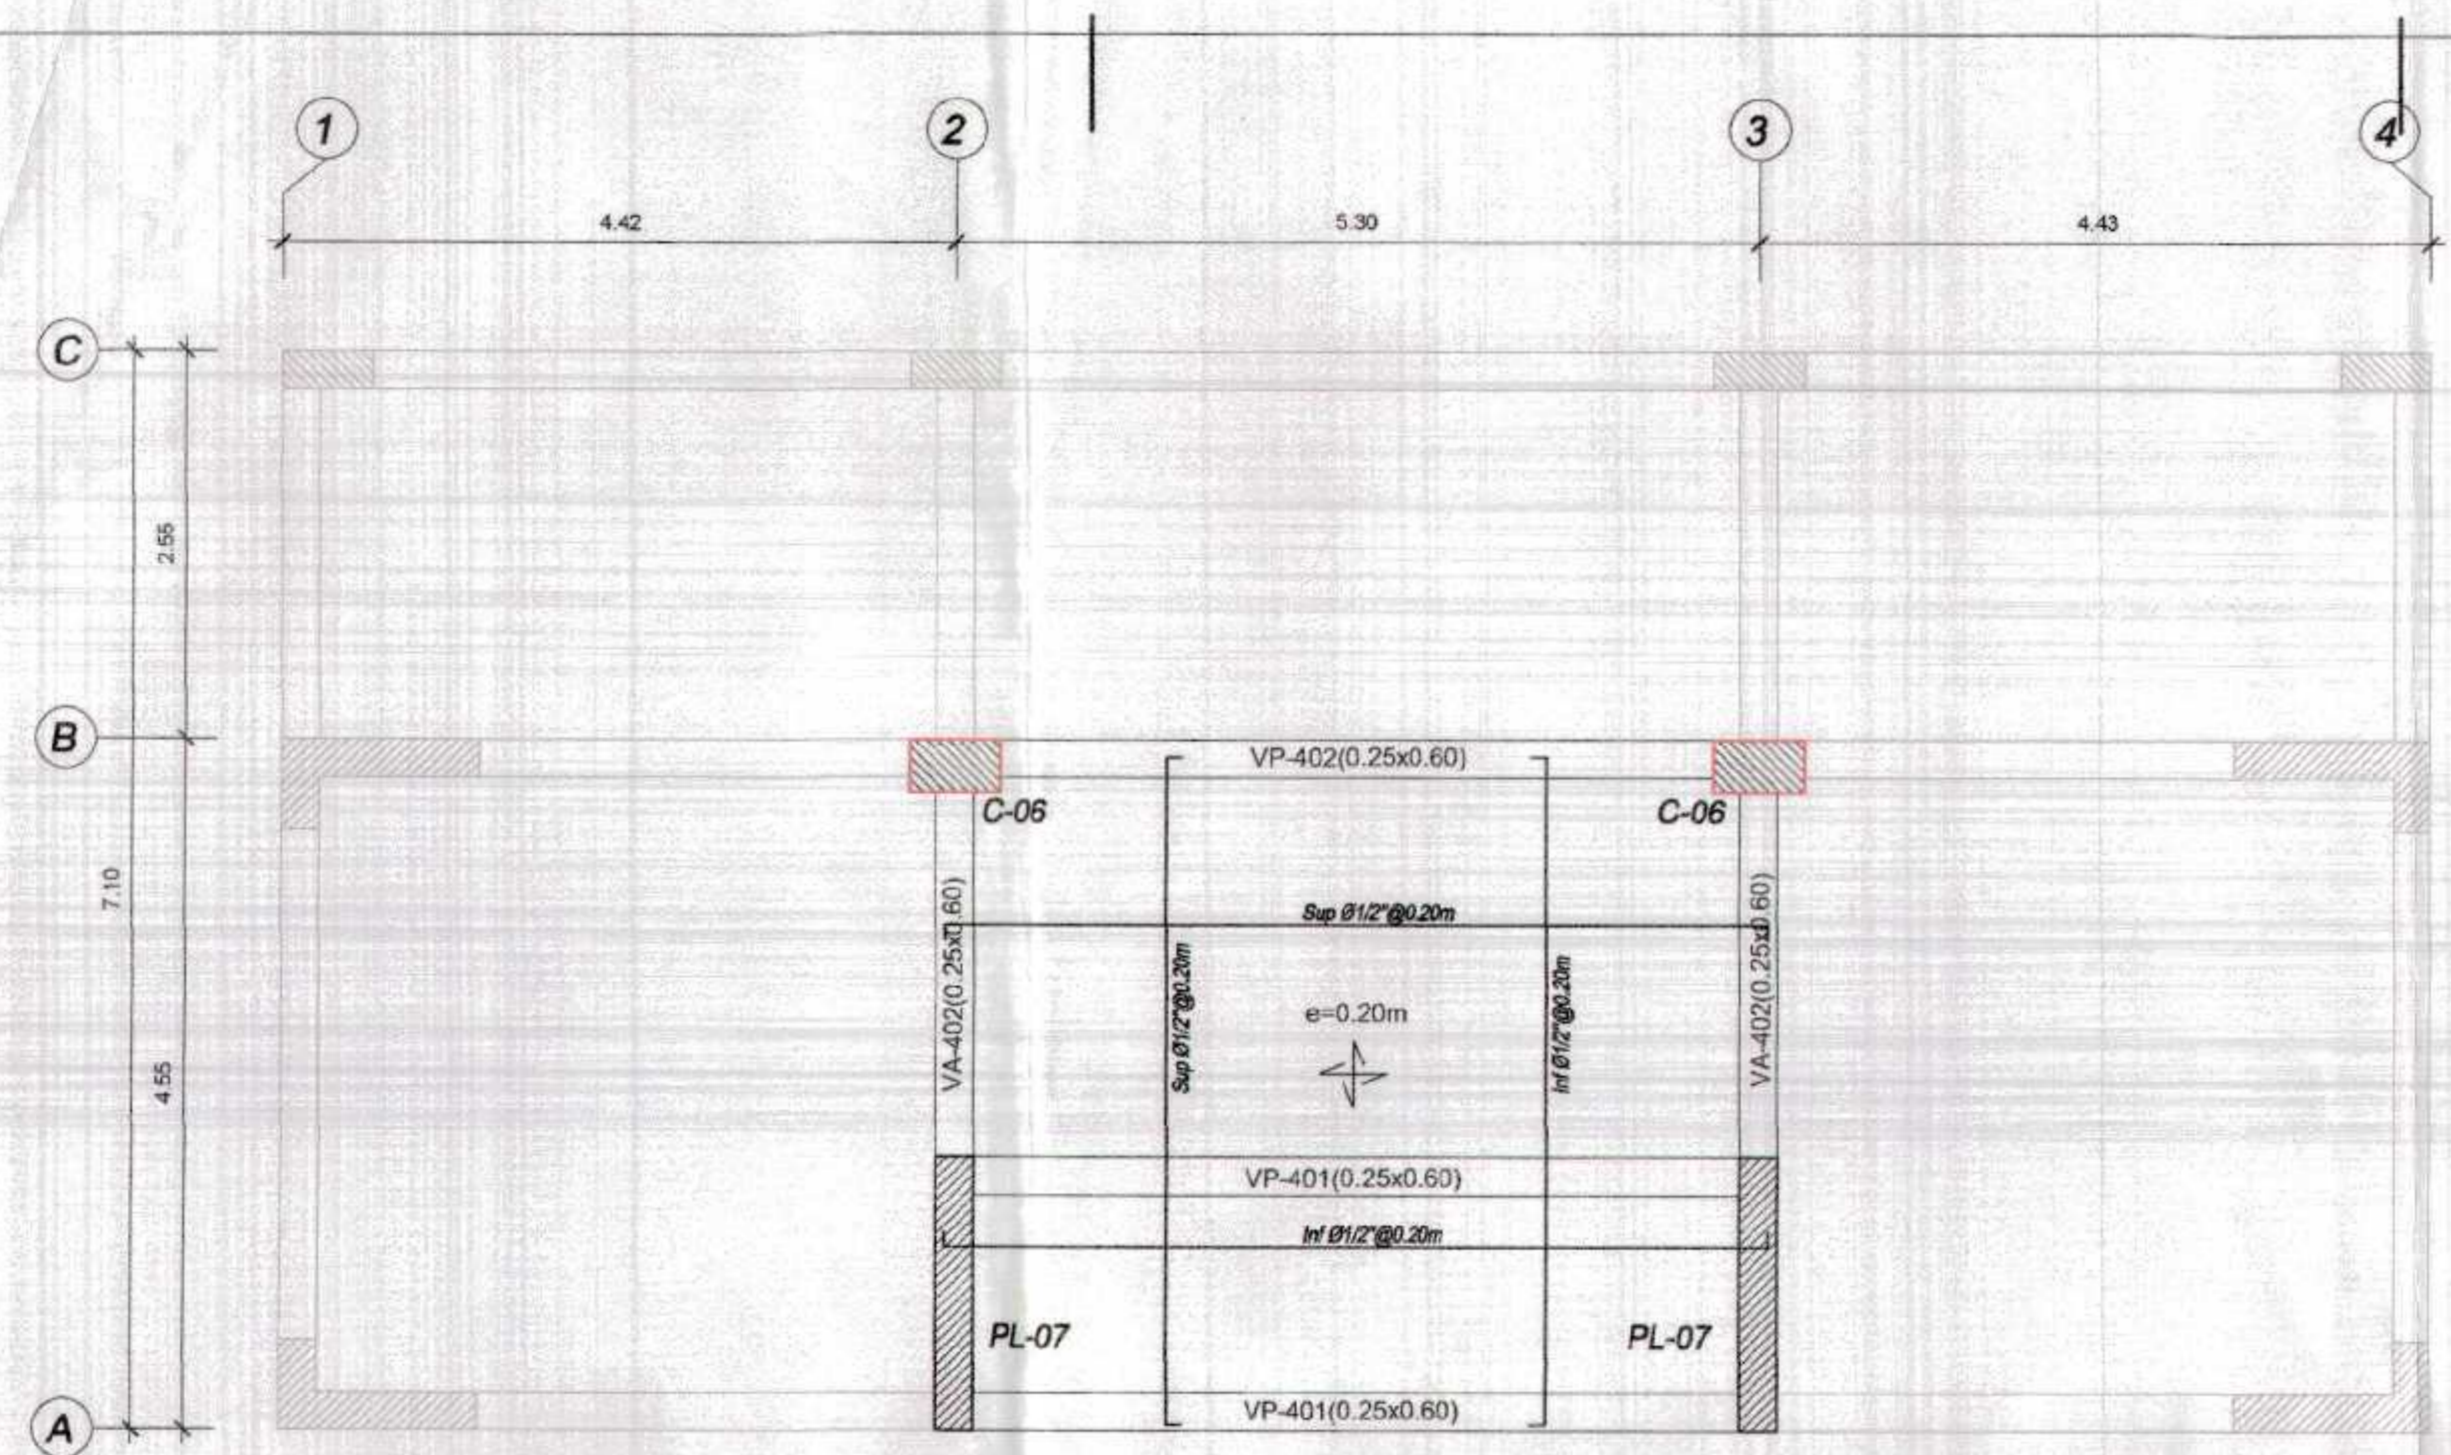 1
2
3
4
4.42
5.30
4.43
C
2.55
B
VP-402(0.25x0.60)
C-06
C-06
7.10
VA-402(0.25x0.60)
Sup Ø1/2"@0.20m
VA-402(0.25x0.60)
Sup Ø1/2"@0.20m
e=0.20m
Inf Ø1/2"@0.20m
4.55
VP-401(0.25x0.60)
Inf Ø1/2"@0.20m
PL-07
PL-07
A
VP-401(0.25x0.60)